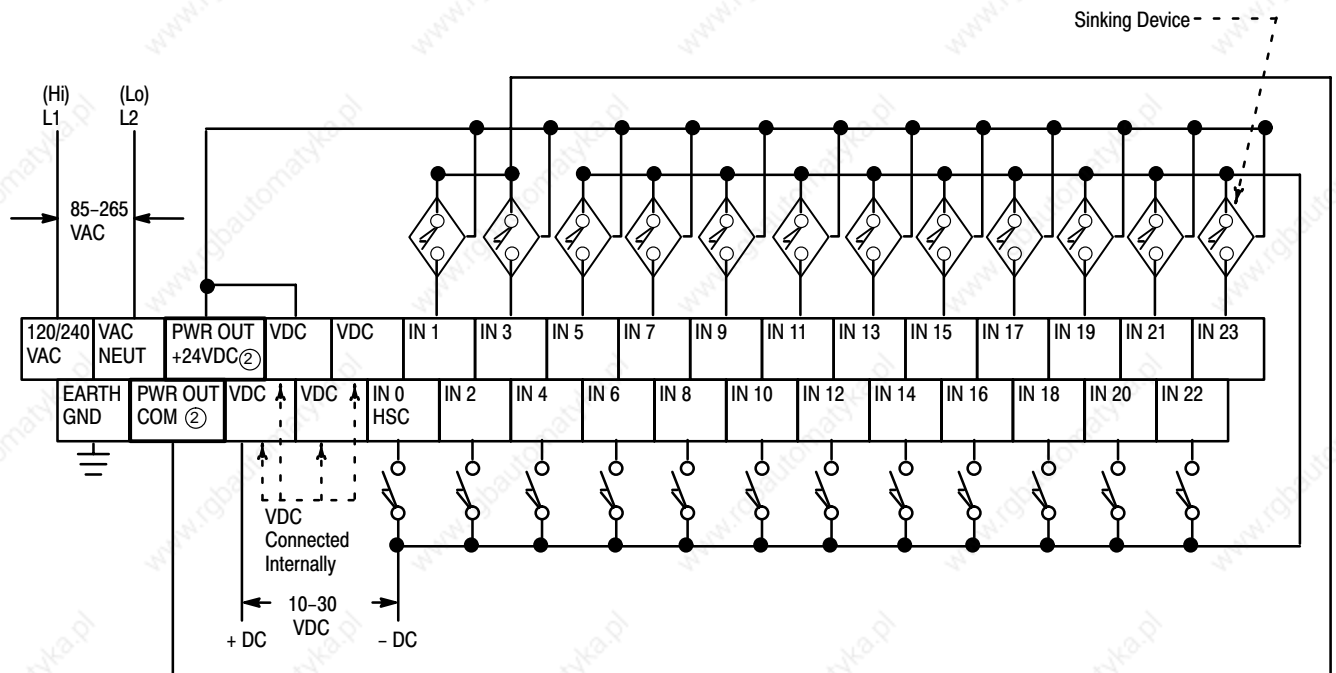 Sinking Device
(Hi)
L1
(Lo)
L2
85–265
VAC
120/240
VAC
VAC
NEUT
PWR OUT
+24VDC②
VDC
VDC
IN 1
IN 3
IN 5
IN 7
IN 9
IN 11
IN 13
IN 15
IN 17
IN 19
IN 21
IN 23
EARTH
GND
PWR OUT
COM ②
VDC
VDC
IN 0
HSC
IN 2
IN 4
IN 6
IN 8
IN 10
IN 12
IN 14
IN 16
IN 18
IN 20
IN 22
VDC
Connected
Internally
10–30
VDC
+ DC
– DC
www.rgbautomatyka.pl